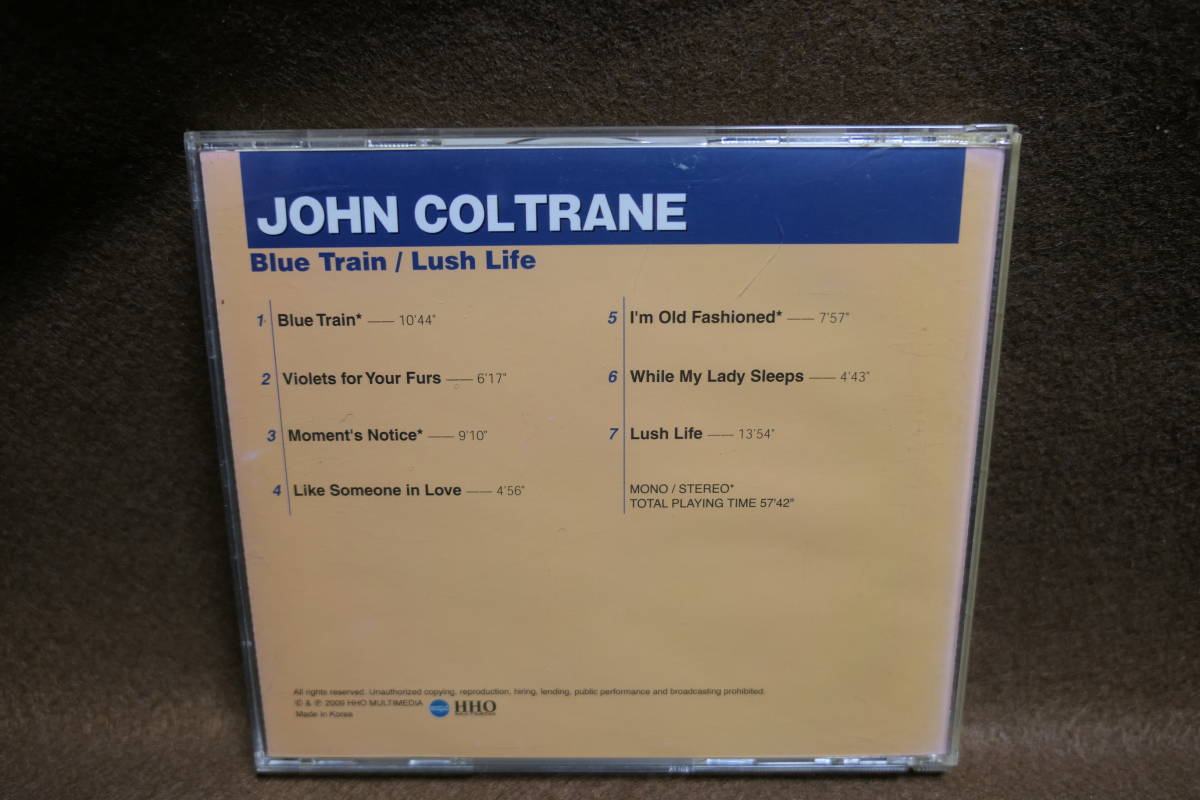 JOHN COLTRANE
Blue Train / Lush Life
1 Blue Train* —— 10'44"
2 Violets for Your Furs —— 6'17"
3 Moment's Notice* —— 9'10"
4 Like Someone in Love —— 4'56"
5 I'm Old Fashioned* —— 7'57"
6 While My Lady Sleeps —— 4'43"
7 Lush Life —— 13'54"
MONO / STEREO*
TOTAL PLAYING TIME 57'42"
All rights reserved. Unauthorized copying, reproduction, hiring, lending, public performance and broadcasting prohibited.
© & ℗ 2009 HHO MULTIMEDIA HHO
Made in Korea